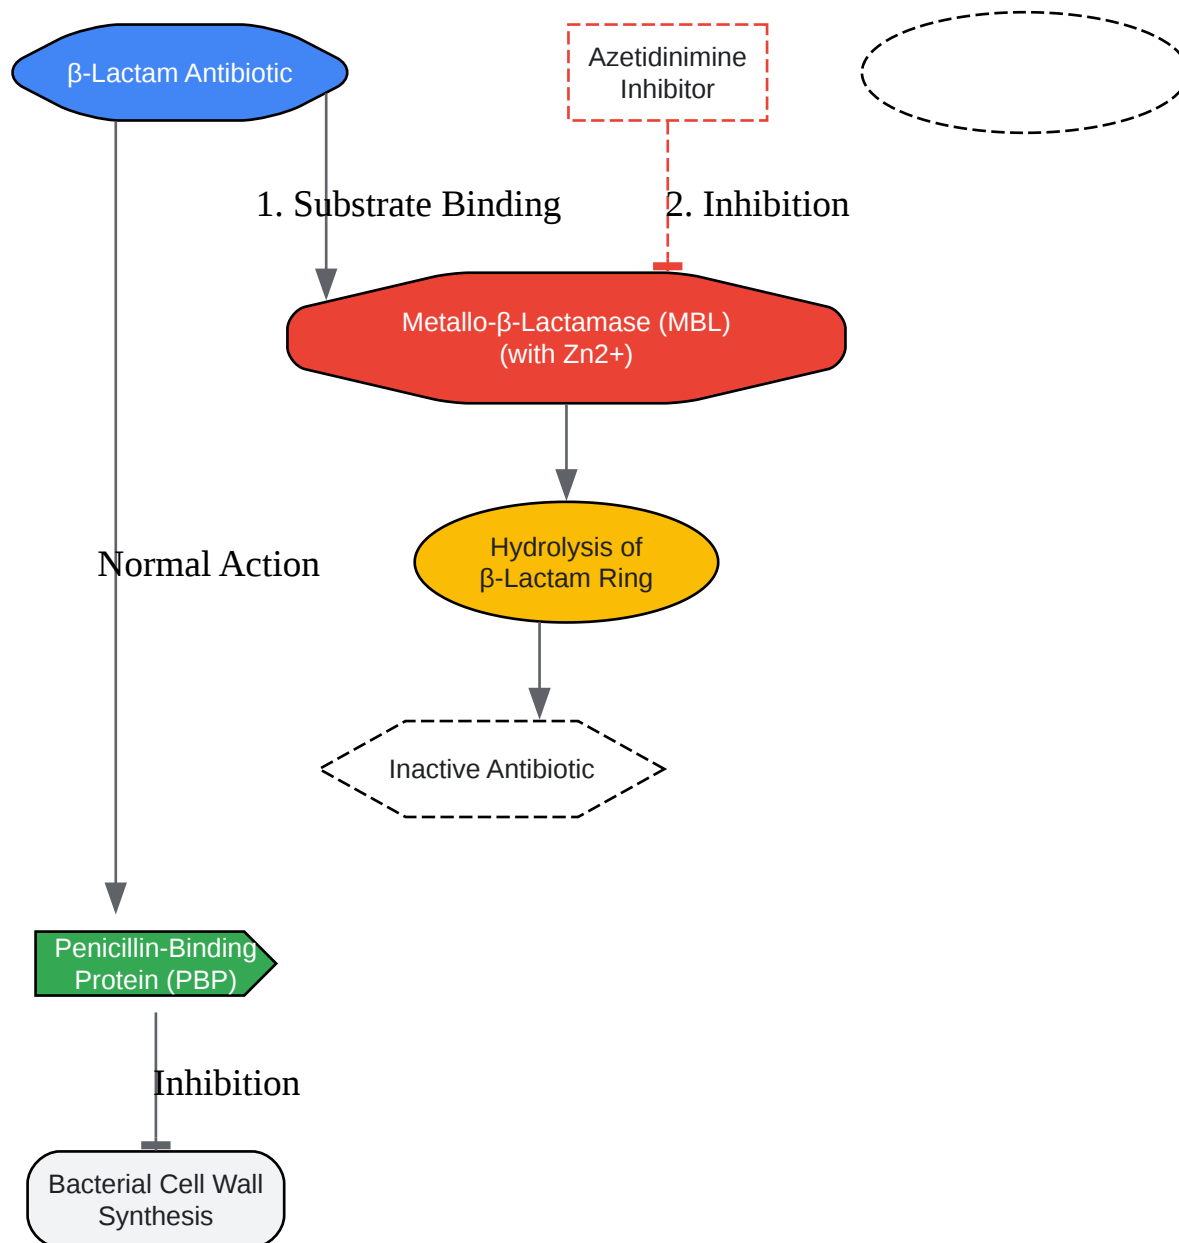 β-Lactam Antibiotic
Azetidinimine
Inhibitor
1. Substrate Binding
2. Inhibition
Metallo-β-Lactamase (MBL)
(with Zn2+)
Normal Action
Hydrolysis of
β-Lactam Ring
Inactive Antibiotic
Penicillin-Binding
Protein (PBP)
Inhibition
Bacterial Cell Wall
Synthesis